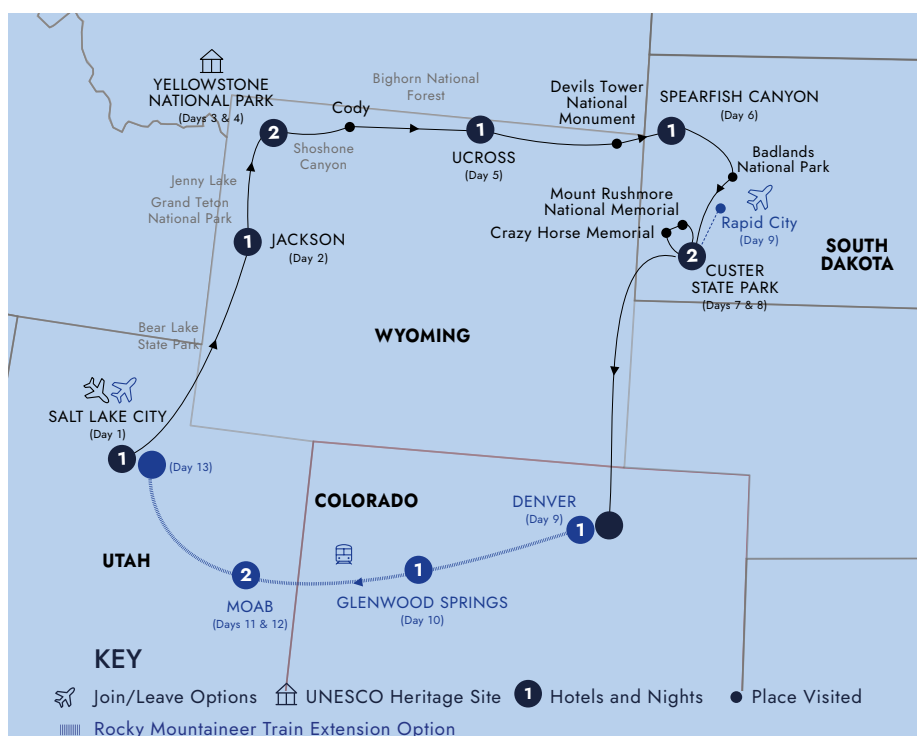 YELLOWSTONE
NATIONAL PARK
(Days 3 & 4)
2
Cody
Shoshone
Canyon
Bighorn National
Forest
1
UCROSS
(Day 5)
Devils Tower
National
Monument
SPEARFISH CANYON
(Day 6)
1
Badlands
National Park
Mount Rushmore
National Memorial
Crazy Horse Memorial
Rapid City
(Day 9)
2
CUSTER
STATE PARK
(Days 7 & 8)
SOUTH
DAKOTA
Jenny Lake
Grand Teton
National Park
1
JACKSON
(Day 2)
WYOMING
Bear Lake
State Park
SALT LAKE CITY
(Day 1)
1
(Day 13)
COLORADO
DENVER
(Day 9)
1
UTAH
2
MOAB
(Days 11 & 12)
1
GLENWOOD SPRINGS
(Day 10)
KEY
Join/Leave Options
UNESCO Heritage Site
1
Hotels and Nights
Place Visited
Rocky Mountaineer Train Extension Option